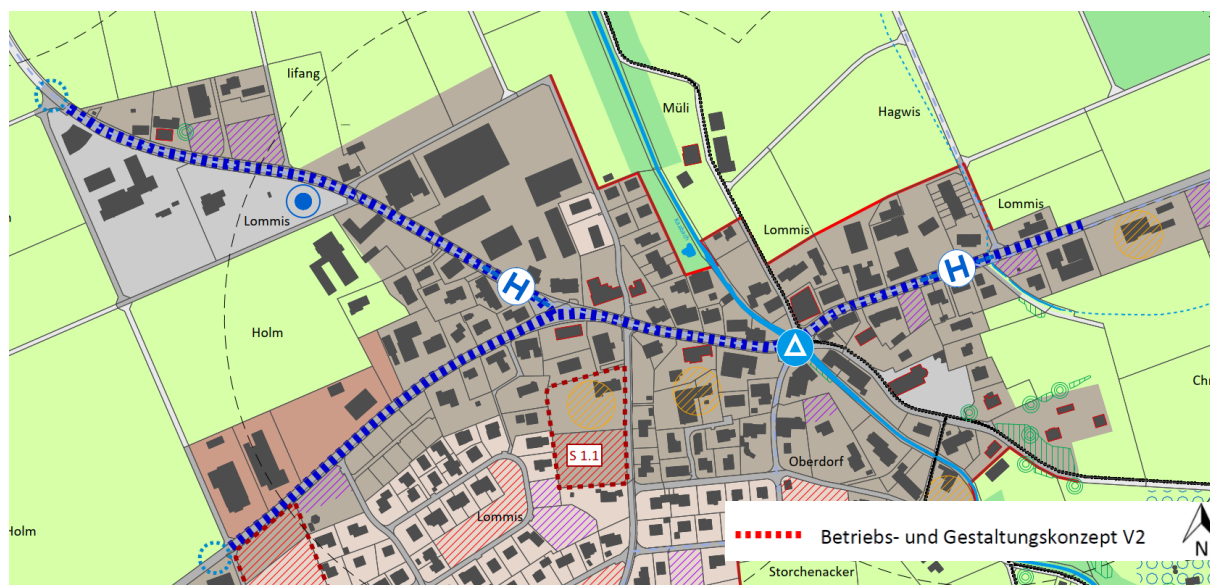 Iifang
Müli
Hagwis
Lommis
Lommis
Lommis
H
H
Holm
S 1.1
Oberdorf
Lommis
Holm
Betriebs- und Gestaltungskonzept V2
N
Storchenacker